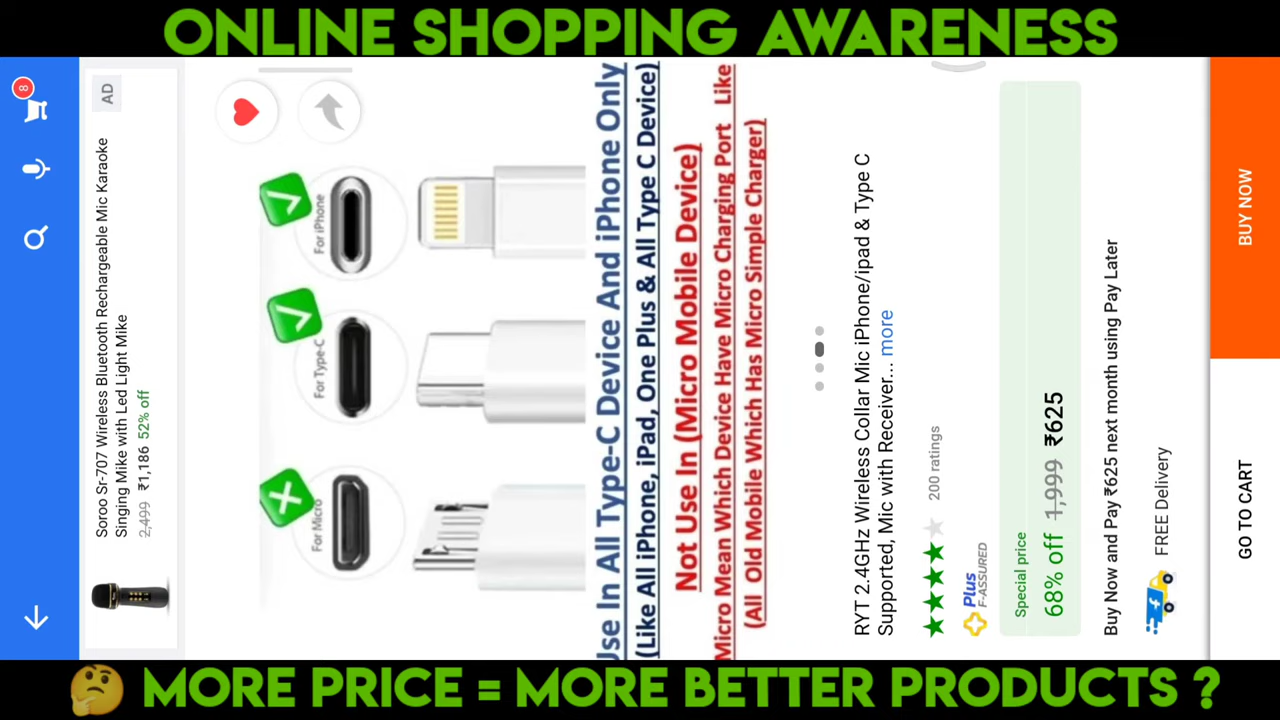 ONLINE SHOPPING AWARENESS
8
AD
Soroo Sr-707 Wireless Bluetooth Rechargeable Mic Karaoke
Singing Mike with Led Light Mike
2,499 ₹1,186 52% off
For iPhone
For Type-C
For Micro
Use In All Type-C Device And iPhone Only
(Like All iPhone, iPad, One Plus & All Type C Device)
Not Use In (Micro Mobile Device)
Micro Mean Which Device Have Micro Charging Port Like
(All Old Mobile Which Has Micro Simple Charger)
RYT 2.4GHz Wireless Collar Mic iPhone/ipad & Type C
Supported, Mic with Receiver... more
200 ratings
Plus
F-ASSURED
Special price
68% off 1,999 ₹625
Buy Now and Pay ₹625 next month using Pay Later
f
FREE Delivery
GO TO CART
BUY NOW
MORE PRICE = MORE BETTER PRODUCTS ?